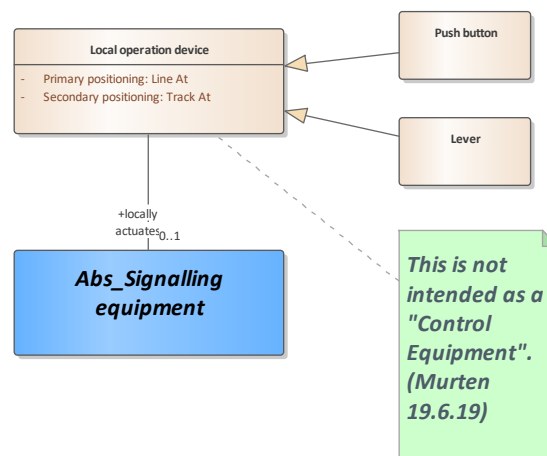 Local operation device
- Primary positioning: Line At
- Secondary positioning: Track At
Push button
Lever
+locally
actuates
0..1
Abs_Signalling
equipment
This is not
intended as a
"Control
Equipment".
(Murten
19.6.19)